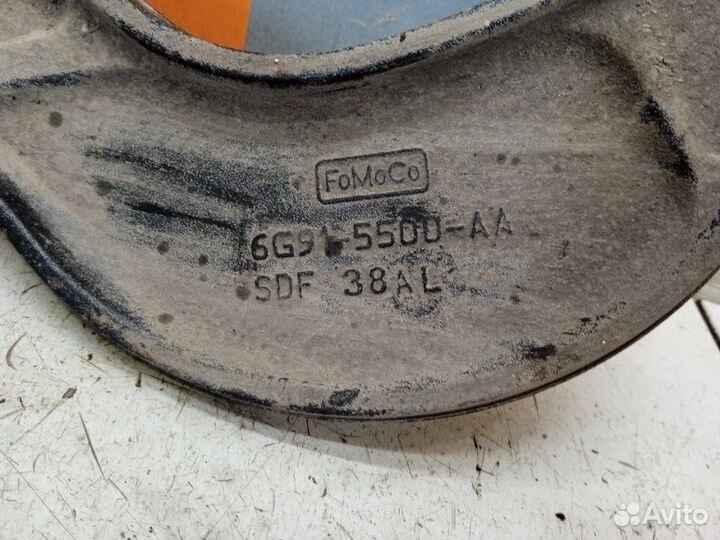 FoMoCo
6G91-5500-AA
SDF 38AL
Avito